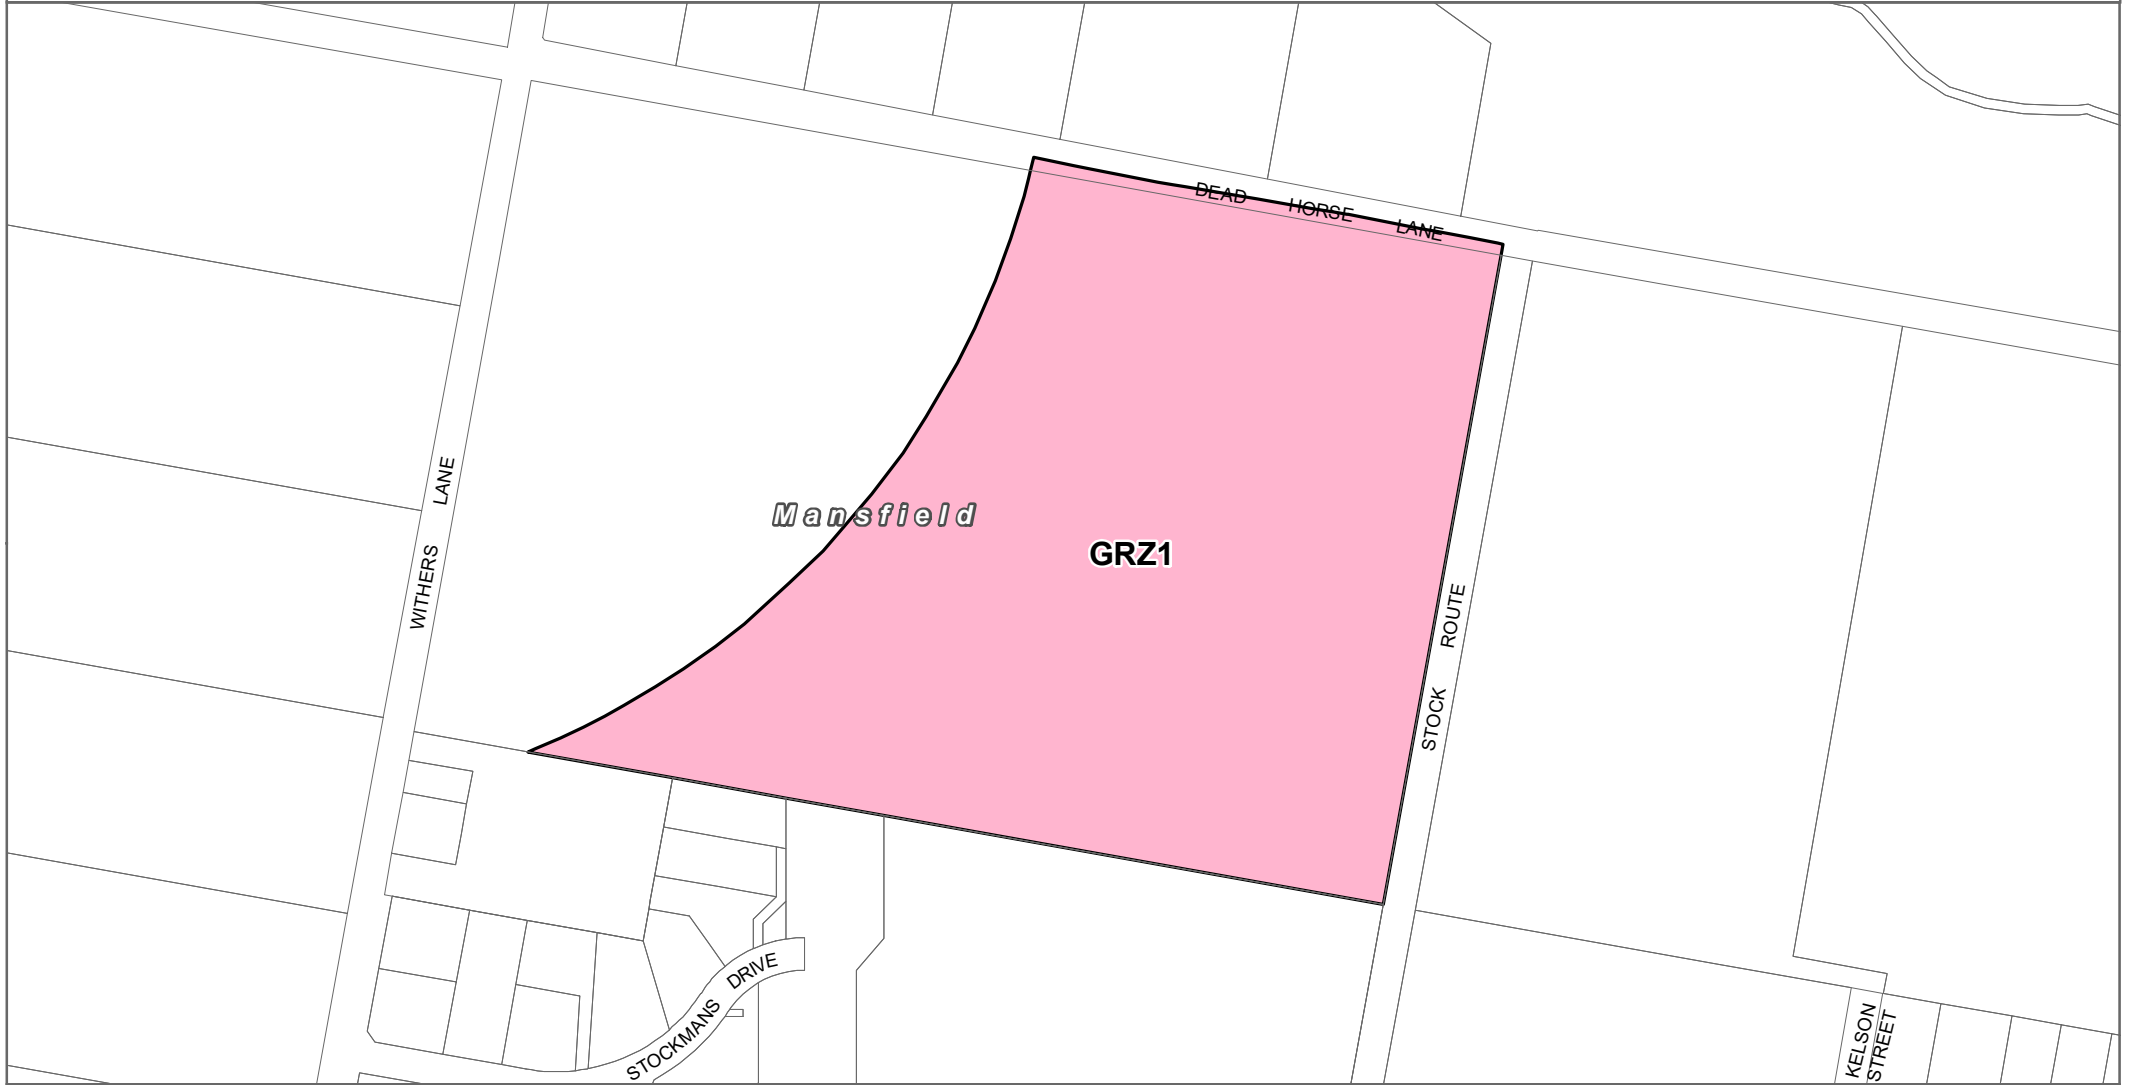 DEAD HORSE LANE
WITHERS LANE
Mansfield
GRZ1
STOCK ROUTE
STOCKMANS DRIVE
KELSON
STREET